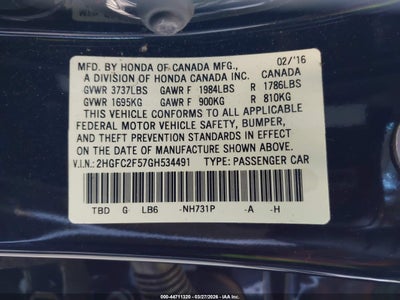 MFD. BY HONDA OF CANADA MFG., 02/'16
A DIVISION OF HONDA CANADA INC. CANADA
GVWR 3737LBS GAWR F 1984LBS R 1786LBS
GVWR 1695KG GAWR F 900KG R 810KG
THIS VEHICLE CONFORMS TO ALL APPLICABLE
FEDERAL MOTOR VEHICLE SAFETY, BUMPER,
AND THEFT PREVENTION STANDARDS IN EFFECT
ON THE DATE OF MANUFACTURE SHOWN ABOVE.
V.I.N.: 2HGFC2F57GH534491 TYPE: PASSENGER CAR
TBD G LB6 -NH731P -A -H
000-44711320 - 03/27/2026 - IAA Inc.